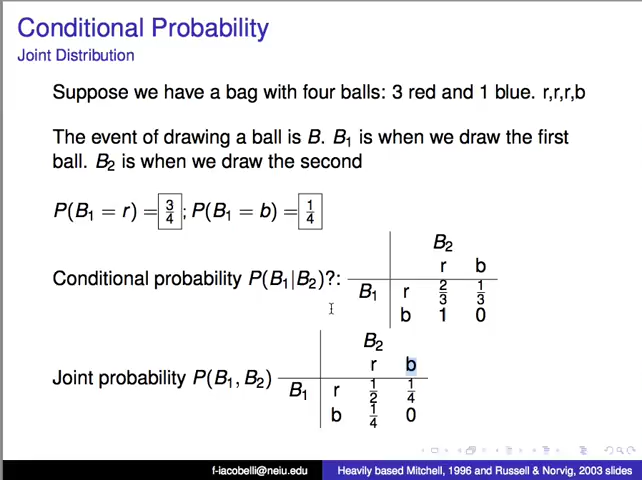 Conditional Probability
Joint Distribution
Suppose we have a bag with four balls: 3 red and 1 blue. r,r,r,b
The event of drawing a ball is B. B₁ is when we draw the first
ball. B₂ is when we draw the second
P(B₁ = r) = 3/4; P(B₁ = b) = 1/4
B₂
r b
Conditional probability P(B₁|B₂)?: B₁ r 2/3 1/3
b 1 0
B₂
r b
Joint probability P(B₁, B₂) B₁ r 1/2 1/4
b 1/4 0
f-iacobelli@neiu.edu Heavily based Mitchell, 1996 and Russell & Norvig, 2003 slides